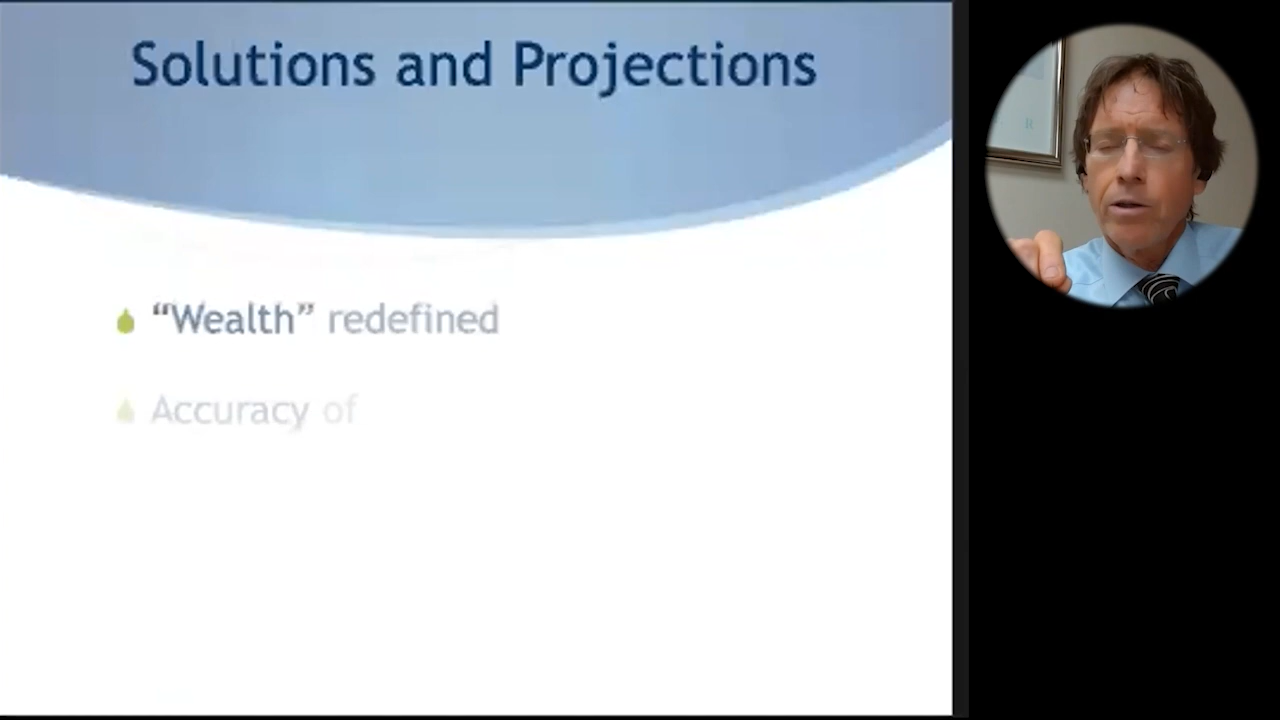 Solutions and Projections
“Wealth” redefined
Accuracy of